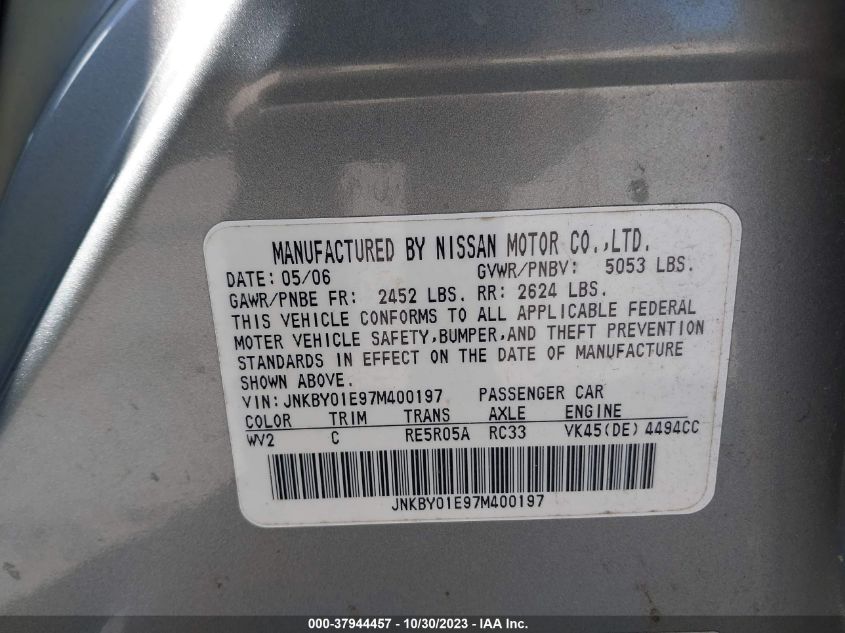 MANUFACTURED BY NISSAN MOTOR CO.,LTD.
DATE: 05/06 GVWR/PNBV: 5053 LBS.
GAWR/PNBE FR: 2452 LBS. RR: 2624 LBS.
THIS VEHICLE CONFORMS TO ALL APPLICABLE FEDERAL
MOTER VEHICLE SAFETY,BUMPER,AND THEFT PREVENTION
STANDARDS IN EFFECT ON THE DATE OF MANUFACTURE
SHOWN ABOVE.
VIN: JNKBY01E97M400197 PASSENGER CAR
COLOR TRIM TRANS AXLE ENGINE
WV2 C RE5R05A RC33 VK45(DE) 4494CC
JNKBY01E97M400197
000-37944457 - 10/30/2023 - IAA Inc.